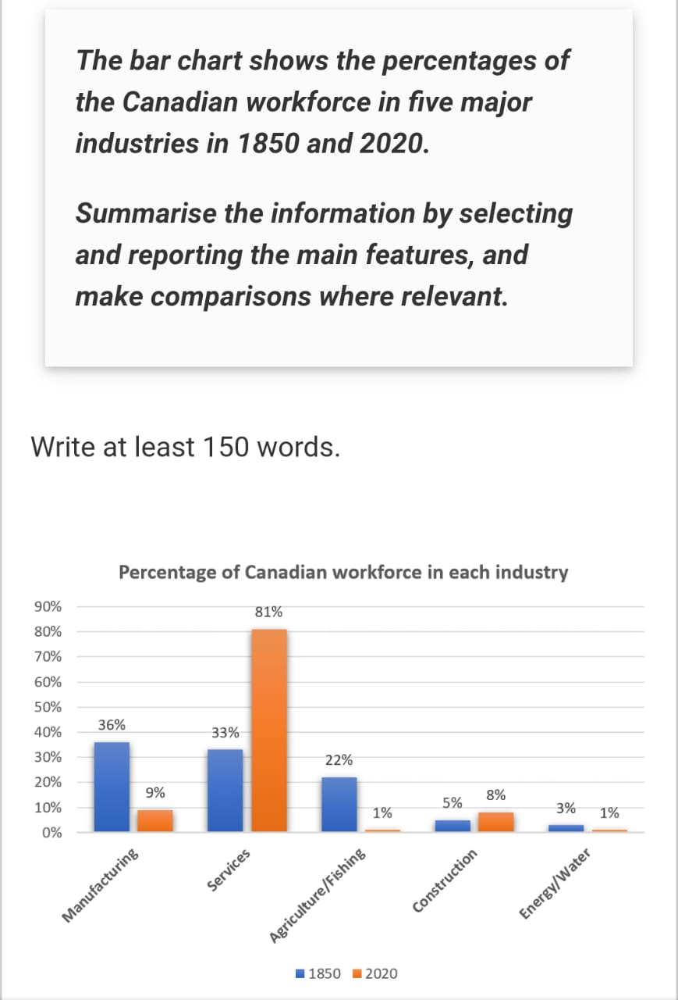 The bar chart shows the percentages of
the Canadian workforce in five major
industries in 1850 and 2020.
Summarise the information by selecting
and reporting the main features, and
make comparisons where relevant.
Write at least 150 words.
Percentage of Canadian workforce in each industry
90%
80%
70%
60%
50%
40%
30%
20%
10%
0%
36%
9%
33%
81%
22%
1%
5%
8%
3%
1%
Manufacturing
Services
Agriculture/Fishing
Construction
Energy/Water
1850 2020